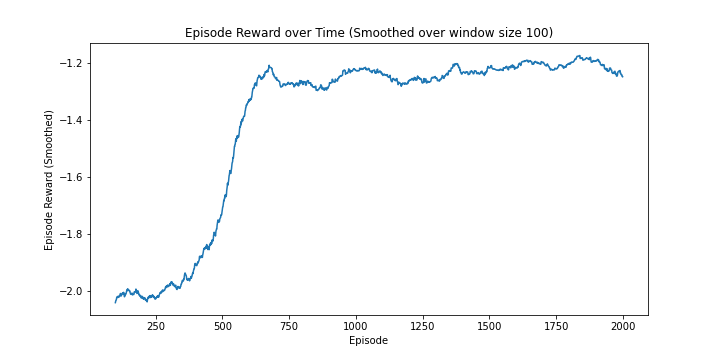 Episode Reward over Time (Smoothed over window size 100)
Episode Reward (Smoothed)
−1.2
−1.4
−1.6
−1.8
−2.0
250 500 750 1000 1250 1500 1750 2000
Episode